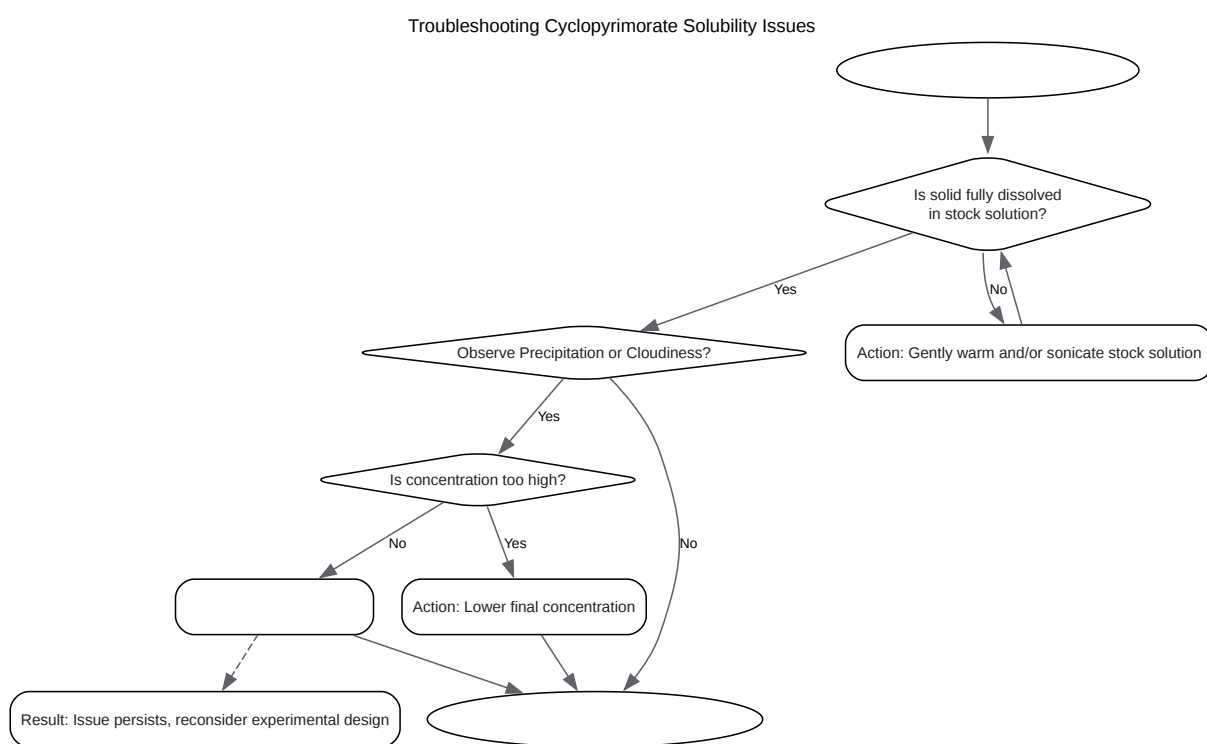 Troubleshooting Cyclopyrimorate Solubility Issues
Is solid fully dissolved
in stock solution?
Yes
No
Observe Precipitation or Cloudiness?
Action: Gently warm and/or sonicate stock solution
Yes
Is concentration too high?
No
Yes
No
Action: Lower final concentration
Result: Issue persists, reconsider experimental design